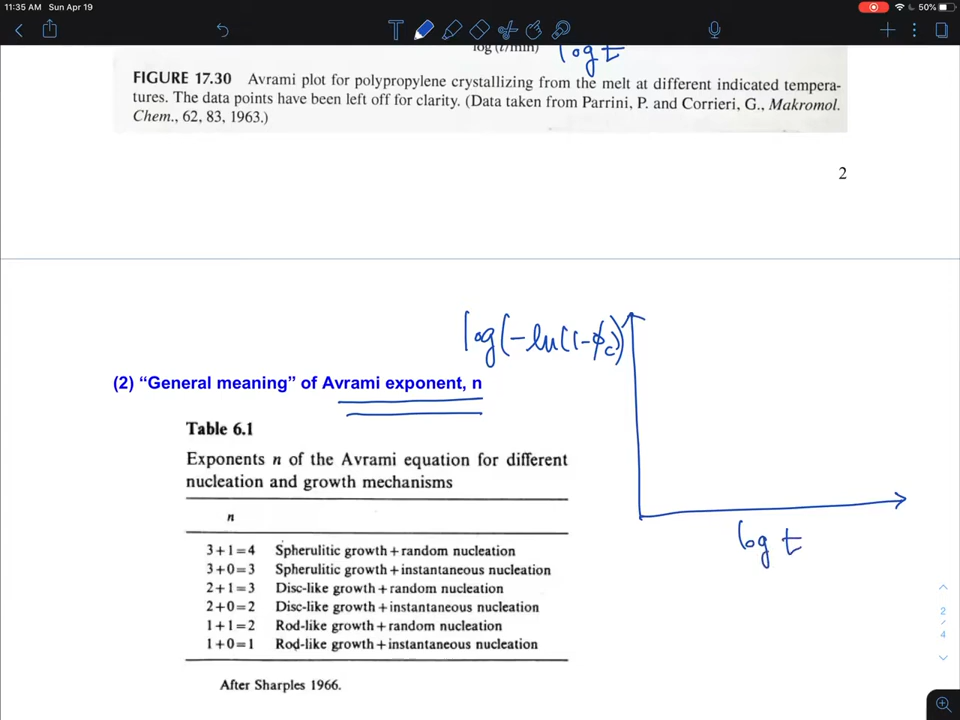 11:35 AM Sun Apr 19
50%
log (t/min) log t
FIGURE 17.30 Avrami plot for polypropylene crystallizing from the melt at different indicated tempera-
tures. The data points have been left off for clarity. (Data taken from Parrini, P. and Corrieri, G., Makromol.
Chem., 62, 83, 1963.)
2
log(-ln(1-ϕc)
(2) “General meaning” of Avrami exponent, n
Table 6.1
Exponents n of the Avrami equation for different
nucleation and growth mechanisms
n
3+1=4 Spherulitic growth+random nucleation
3+0=3 Spherulitic growth+instantaneous nucleation
2+1=3 Disc-like growth+random nucleation
2+0=2 Disc-like growth+instantaneous nucleation
1+1=2 Rod-like growth+random nucleation
1+0=1 Rod-like growth+instantaneous nucleation
After Sharples 1966.
log t
2
/
4